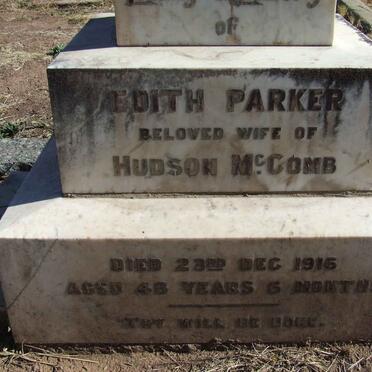 OF
EDITH PARKER
BELOVED WIFE OF
HUDSON McCOMB
DIED 23RD DEC 1916
AGED 48 YEARS 6 MONTHS
THY WILL BE DONE.